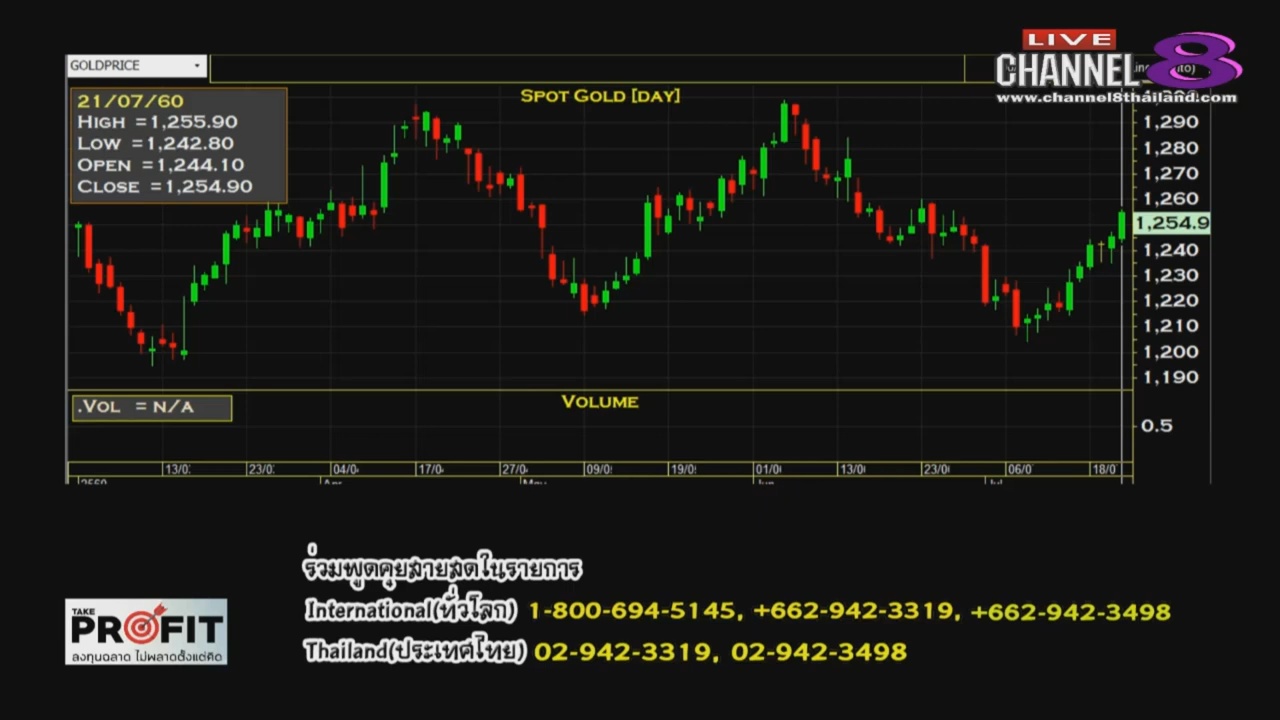 LIVE
CHANNEL 8
www.channel8thailand.com
GOLDPRICE
21/07/60
HIGH =1,255.90
LOW =1,242.80
OPEN =1,244.10
CLOSE =1,254.90
SPOT GOLD [DAY]
1,290
1,280
1,270
1,260
1,254.9
1,240
1,230
1,220
1,210
1,200
1,190
.VOL = N/A
VOLUME
0.5
13/0 23/0 04/0 17/0 27/0 09/0 19/0 01/0 13/0 23/0 06/0 18/0
2560 Apr May Jun Jul
ร่วมพูดคุยสายสดในรายการ
International(ทั่วโลก) 1-800-694-5145, +662-942-3319, +662-942-3498
Thailand(ประเทศไทย) 02-942-3319, 02-942-3498
TAKE
PROFIT
ลงทุนฉลาด ไม่พลาดตั้งแต่คิด